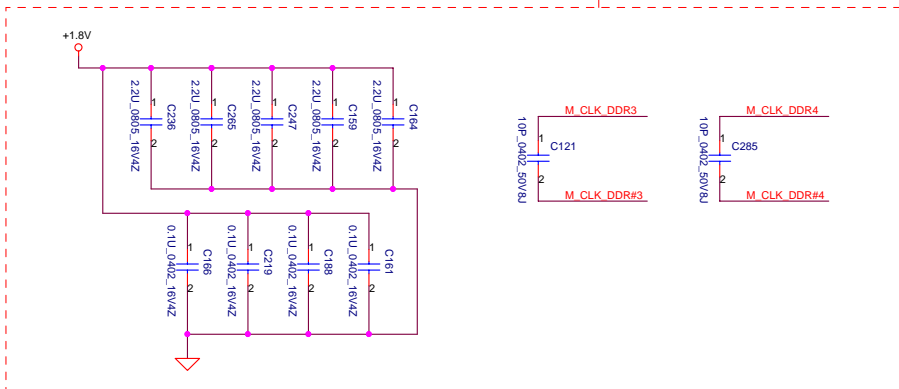 +1.8V
1
2
C236
2.2U_0805_16V4Z
1
2
C265
2.2U_0805_16V4Z
1
2
C247
2.2U_0805_16V4Z
1
2
C159
2.2U_0805_16V4Z
1
2
C164
2.2U_0805_16V4Z
1
2
C166
0.1U_0402_16V4Z
1
2
C219
0.1U_0402_16V4Z
1
2
C188
0.1U_0402_16V4Z
1
2
C161
0.1U_0402_16V4Z
M_CLK_DDR3
1
C121
2
10P_0402_50V8J
M_CLK_DDR#3
M_CLK_DDR4
1
C285
2
10P_0402_50V8J
M_CLK_DDR#4